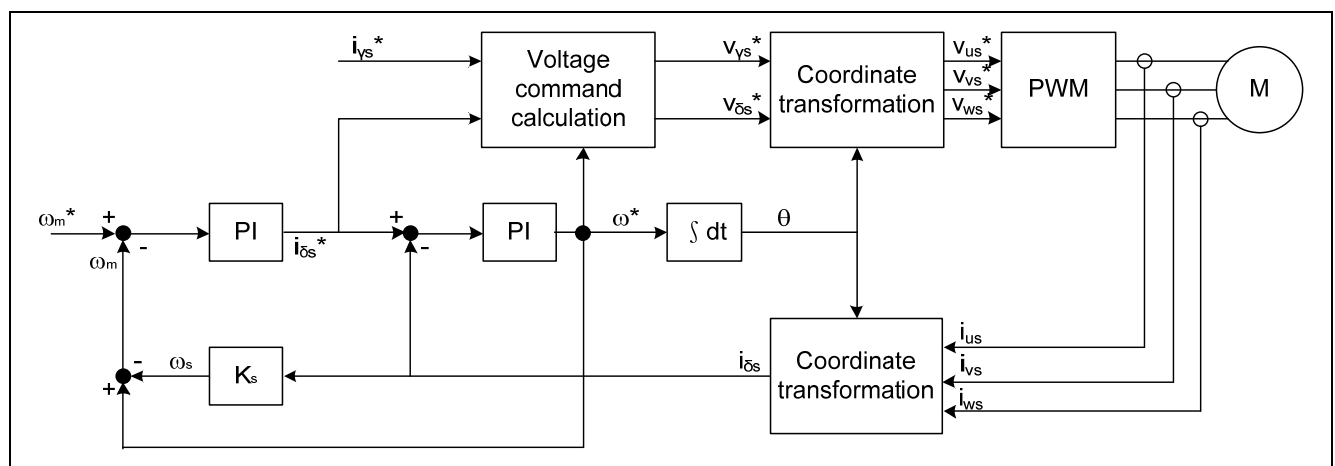 iγs*
Voltage
command
calculation
vγs*
vδs*
Coordinate
transformation
vus*
vvs*
vws*
PWM
M
ωm*
+
-
PI
iδs*
+
-
PI
ω*
∫ dt
θ
ωm
-
+
ωs
Ks
iδs
Coordinate
transformation
ius
ivs
iws